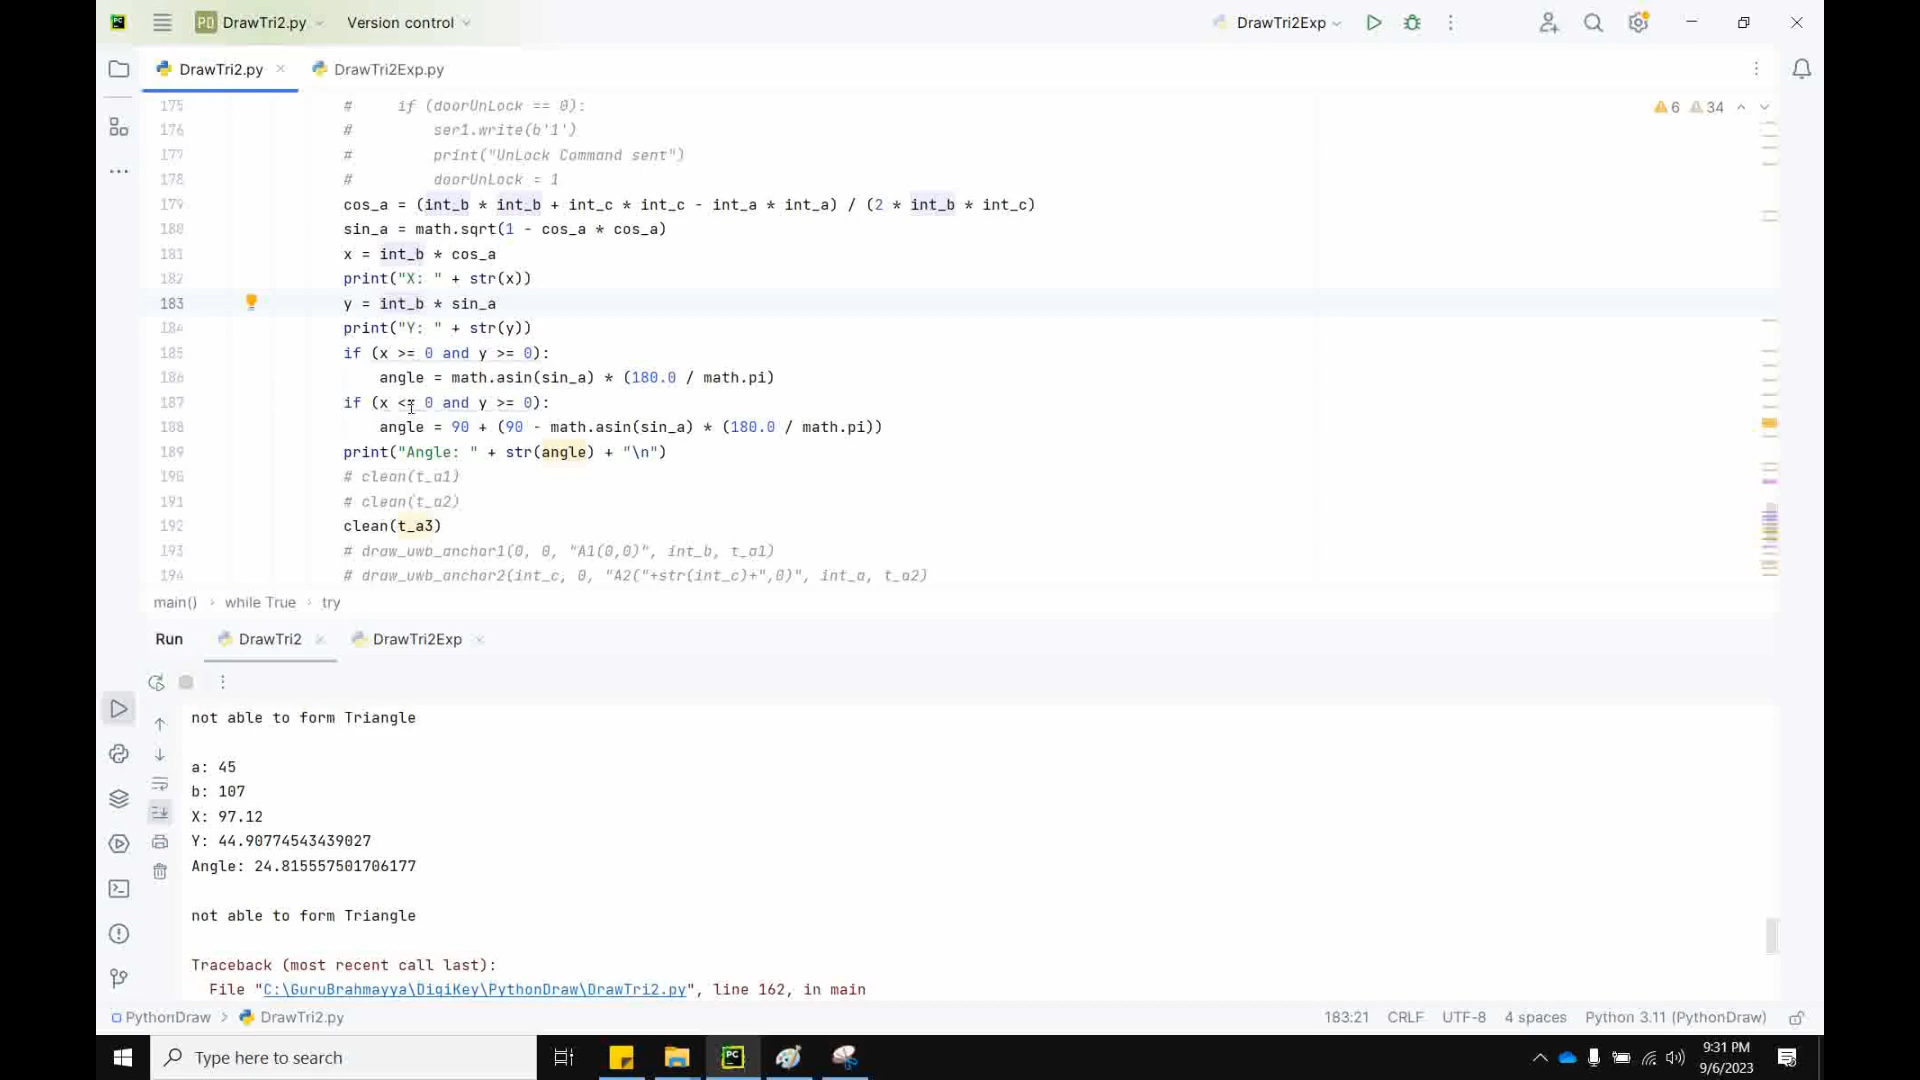 PC
PD DrawTri2.py
Version control
DrawTri2Exp
DrawTri2.py
DrawTri2Exp.py
6 34
175 #     if (doorUnLock == 0):
176 #         ser1.write(b'1')
177 #         print("UnLock Command sent")
178 #         doorUnLock = 1
179 cos_a = (int_b * int_b + int_c * int_c - int_a * int_a) / (2 * int_b * int_c)
180 sin_a = math.sqrt(1 - cos_a * cos_a)
181 x = int_b * cos_a
182 print("X: " + str(x))
183 y = int_b * sin_a
184 print("Y: " + str(y))
185 if (x >= 0 and y >= 0):
186     angle = math.asin(sin_a) * (180.0 / math.pi)
187 if (x <= 0 and y >= 0):
188     angle = 90 + (90 - math.asin(sin_a) * (180.0 / math.pi))
189 print("Angle: " + str(angle) + "\n")
190 # clean(t_a1)
191 # clean(t_a2)
192 clean(t_a3)
193 # draw_uwb_anchor1(0, 0, "A1(0,0)", int_b, t_a1)
194 # draw_uwb_anchor2(int_c, 0, "A2("+str(int_c)+",0)", int_a, t_a2)
main() > while True > try
Run DrawTri2 DrawTri2Exp
not able to form Triangle
a: 45
b: 107
X: 97.12
Y: 44.90774543439027
Angle: 24.815557501706177
not able to form Triangle
Traceback (most recent call last):
File "C:\GuruBrahmayya\DigiKey\PythonDraw\DrawTri2.py", line 162, in main
PythonDraw > DrawTri2.py
183:21 CRLF UTF-8 4 spaces Python 3.11 (PythonDraw)
Type here to search
PC
9:31 PM
9/6/2023